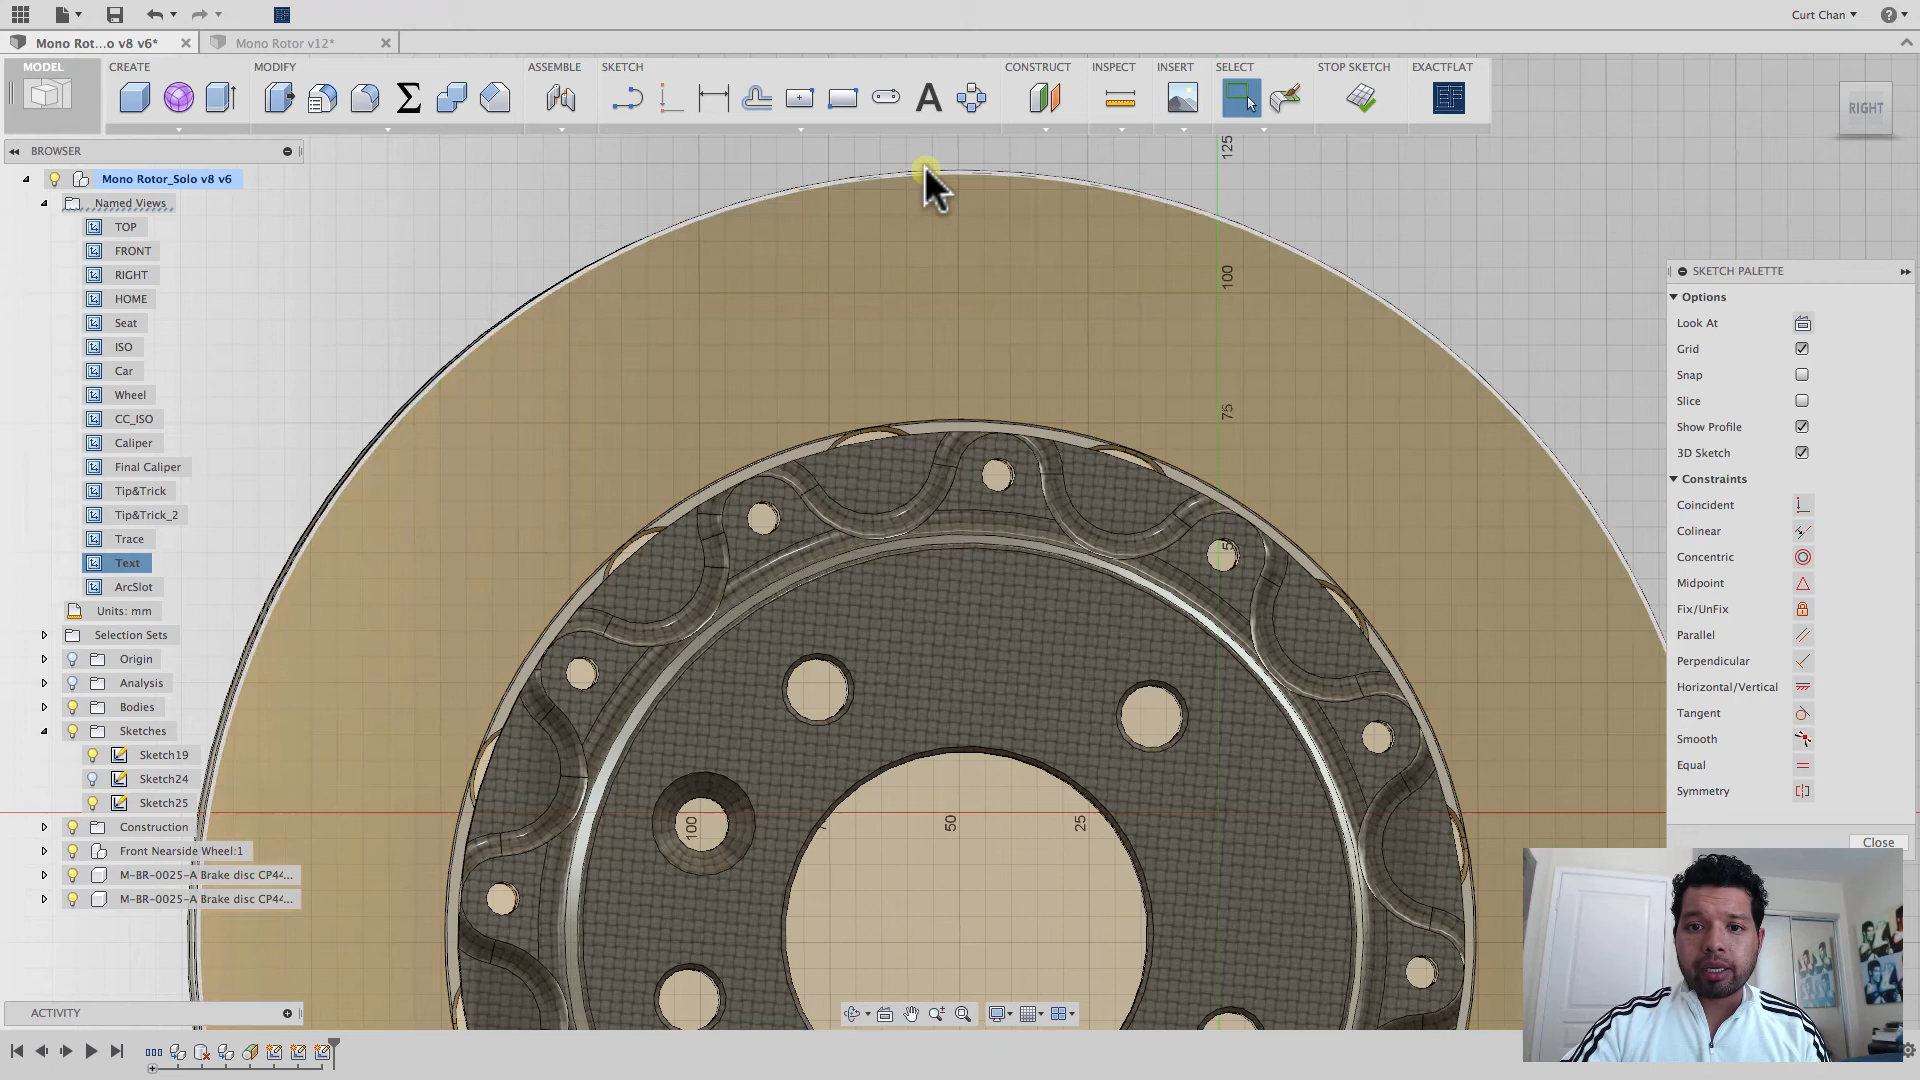 Curt Chan
Mono Rot...o v8 v6*
Mono Rotor v12*
MODEL
CREATE
MODIFY
ASSEMBLE
SKETCH
CONSTRUCT
INSPECT
INSERT
SELECT
STOP SKETCH
EXACTFLAT
RIGHT
BROWSER
Mono Rotor_Solo v8 v6
Named Views
TOP
FRONT
RIGHT
HOME
Seat
ISO
Car
Wheel
CC_ISO
Caliper
Final Caliper
Tip&Trick
Tip&Trick_2
Trace
Text
ArcSlot
Units: mm
Selection Sets
Origin
Analysis
Bodies
Sketches
Sketch19
Sketch24
Sketch25
Construction
Front Nearside Wheel:1
M-BR-0025-A Brake disc CP44...
M-BR-0025-A Brake disc CP44...
125
100
75
100
50
25
SKETCH PALETTE
Options
Look At
Grid
Snap
Slice
Show Profile
3D Sketch
Constraints
Coincident
Colinear
Concentric
Midpoint
Fix/UnFix
Parallel
Perpendicular
Horizontal/Vertical
Tangent
Smooth
Equal
Symmetry
Close
ACTIVITY